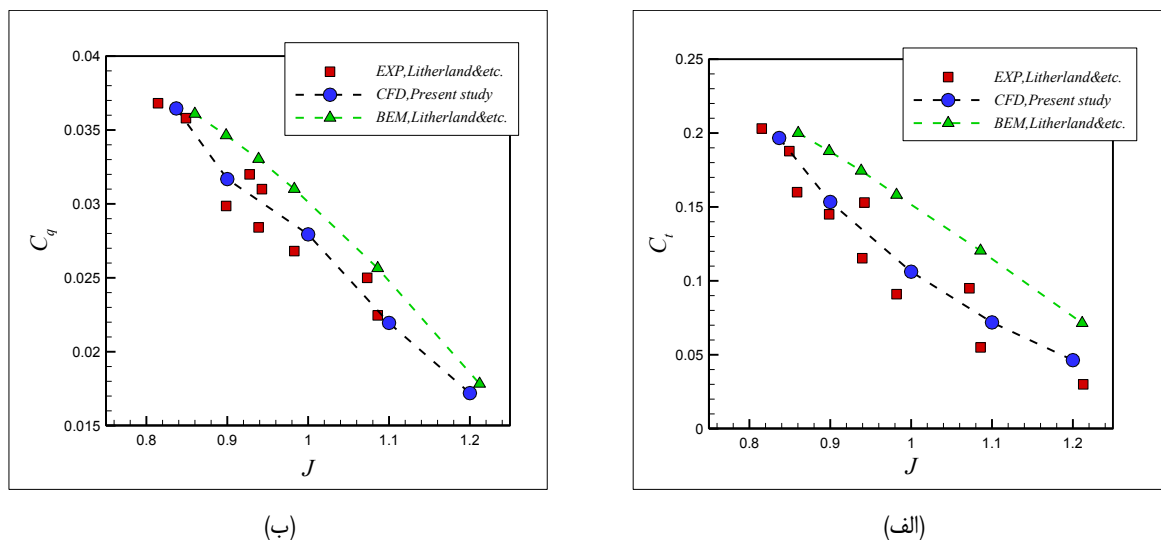 0.04
0.035
0.03
0.025
0.02
0.015
C_q
0.8
0.9
1
1.1
1.2
J
EXP,Litherland&etc.
CFD,Present study
BEM,Litherland&etc.
(ب)
0.25
0.2
0.15
0.1
0.05
0
C_t
0.8
0.9
1
1.1
1.2
J
EXP,Litherland&etc.
CFD,Present study
BEM,Litherland&etc.
(الف)